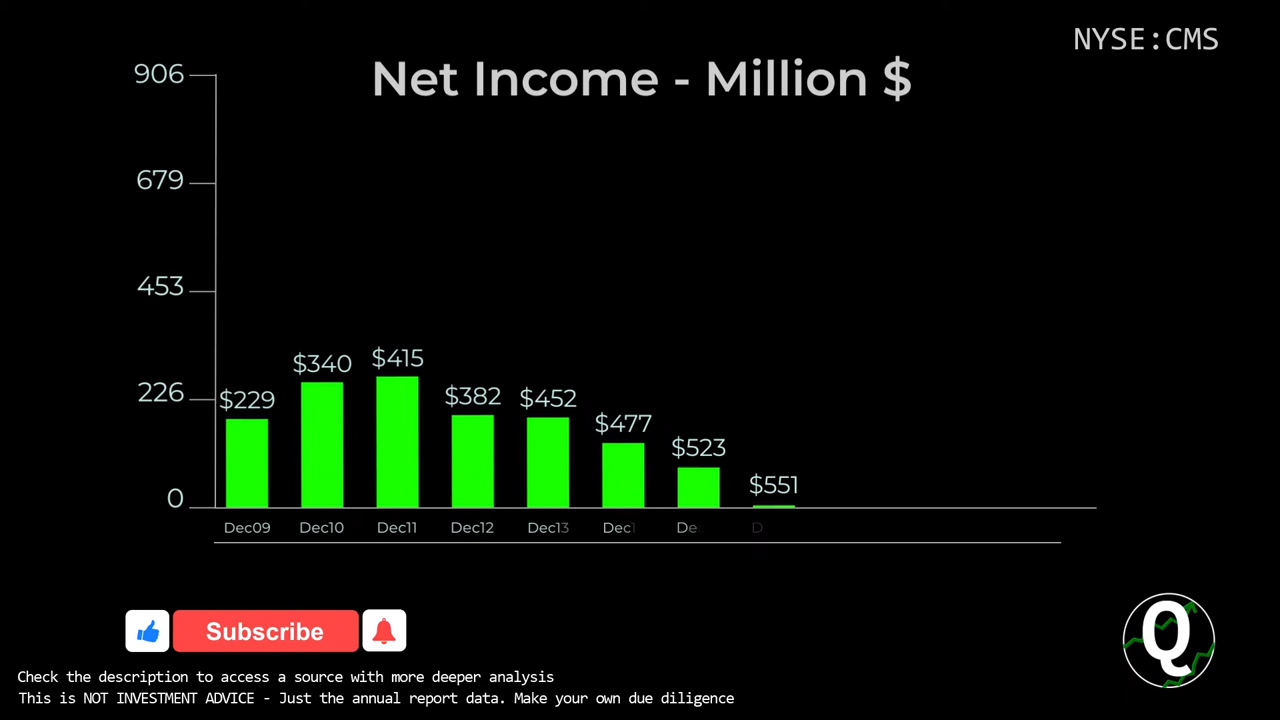 NYSE:CMS
Net Income - Million $
906
679
453
226
0
$229
$340
$415
$382
$452
$477
$523
$551
Dec09
Dec10
Dec11
Dec12
Dec13
Dec1
De
D
Subscribe
Q
Check the description to access a source with more deeper analysis
This is NOT INVESTMENT ADVICE - Just the annual report data. Make your own due diligence